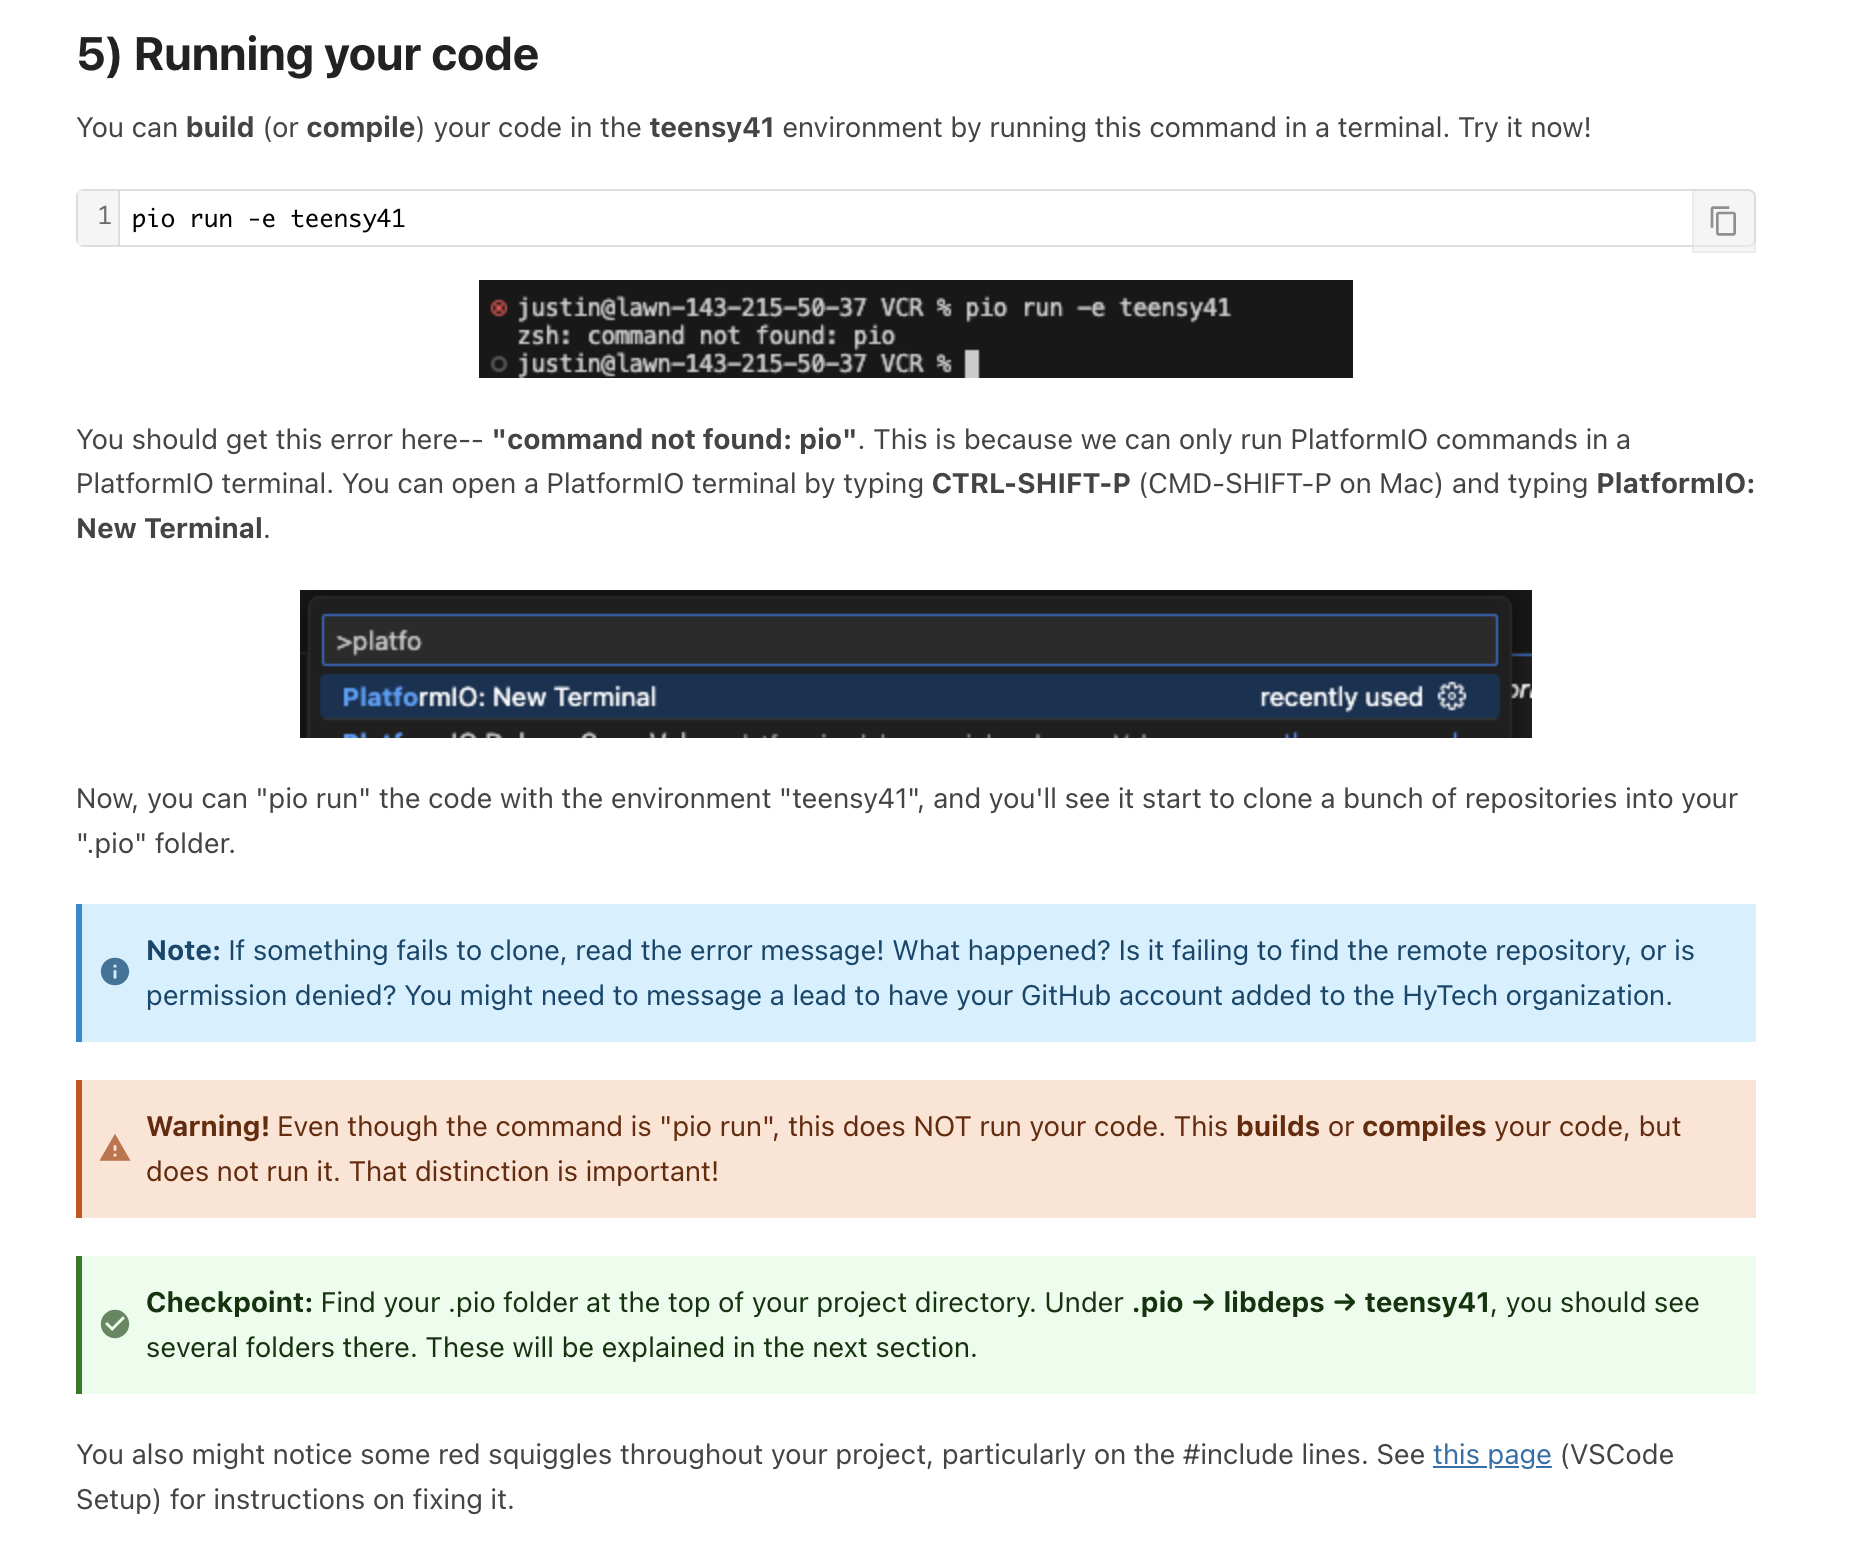 5) Running your code
You can build (or compile) your code in the teensy41 environment by running this command in a terminal. Try it now!
1 pio run -e teensy41
justin@lawn-143-215-50-37 VCR % pio run -e teensy41
zsh: command not found: pio
justin@lawn-143-215-50-37 VCR %
You should get this error here-- "command not found: pio". This is because we can only run PlatformIO commands in a
PlatformIO terminal. You can open a PlatformIO terminal by typing CTRL-SHIFT-P (CMD-SHIFT-P on Mac) and typing PlatformIO:
New Terminal.
>platfo
PlatformIO: New Terminal recently used
Now, you can "pio run" the code with the environment "teensy41", and you'll see it start to clone a bunch of repositories into your
".pio" folder.
Note: If something fails to clone, read the error message! What happened? Is it failing to find the remote repository, or is
permission denied? You might need to message a lead to have your GitHub account added to the HyTech organization.
Warning! Even though the command is "pio run", this does NOT run your code. This builds or compiles your code, but
does not run it. That distinction is important!
Checkpoint: Find your .pio folder at the top of your project directory. Under .pio → libdeps → teensy41, you should see
several folders there. These will be explained in the next section.
You also might notice some red squiggles throughout your project, particularly on the #include lines. See this page (VSCode
Setup) for instructions on fixing it.